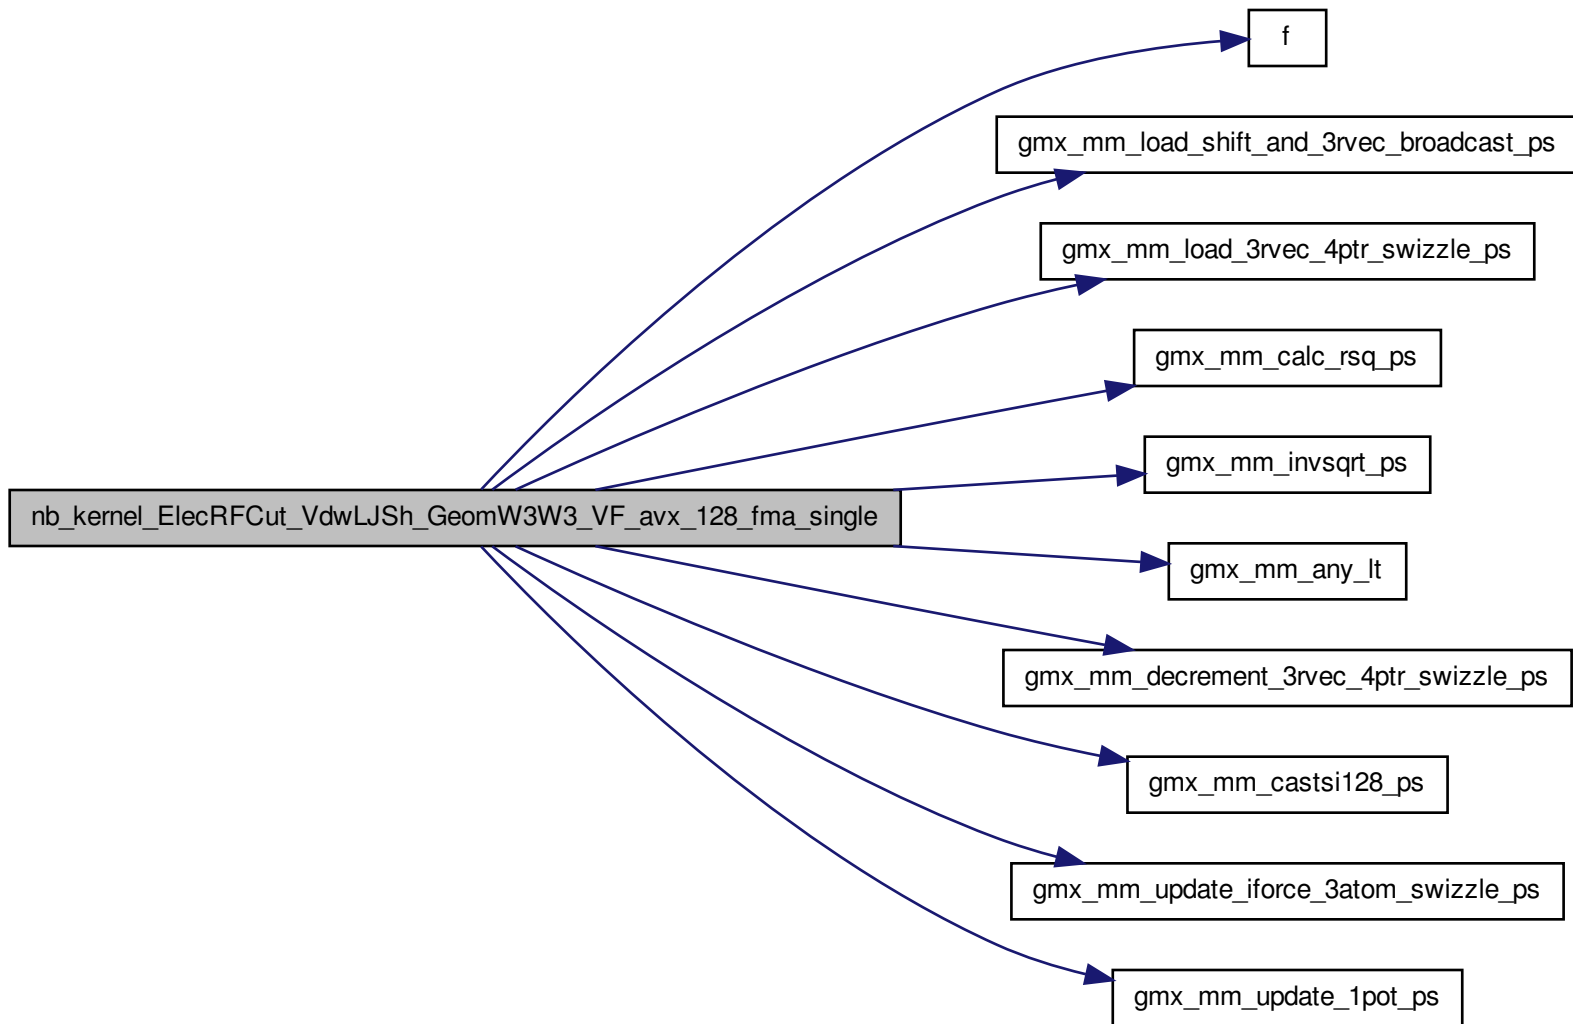 f
gmx_mm_load_shift_and_3rvec_broadcast_ps
gmx_mm_load_3rvec_4ptr_swizzle_ps
gmx_mm_calc_rsq_ps
gmx_mm_invsqrt_ps
nb_kernel_ElecRFCut_VdwLJSh_GeomW3W3_VF_avx_128_fma_single
gmx_mm_any_lt
gmx_mm_decrement_3rvec_4ptr_swizzle_ps
gmx_mm_castsi128_ps
gmx_mm_update_iforce_3atom_swizzle_ps
gmx_mm_update_1pot_ps